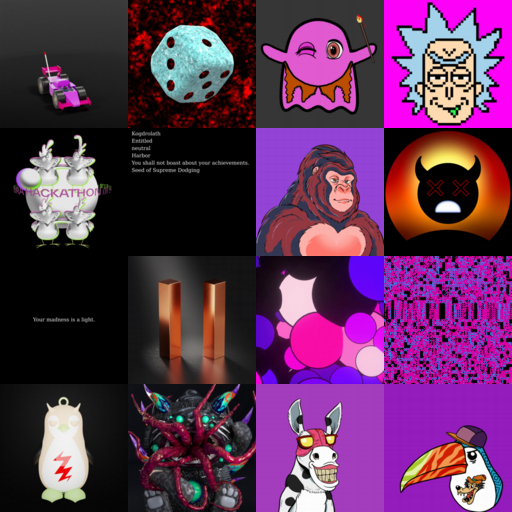 HACKATHON
Kogdrolath
Entitled
neutral
Harbor
You shall not boast about your achievements.
Seed of Supreme Dodging
Your madness is a light.